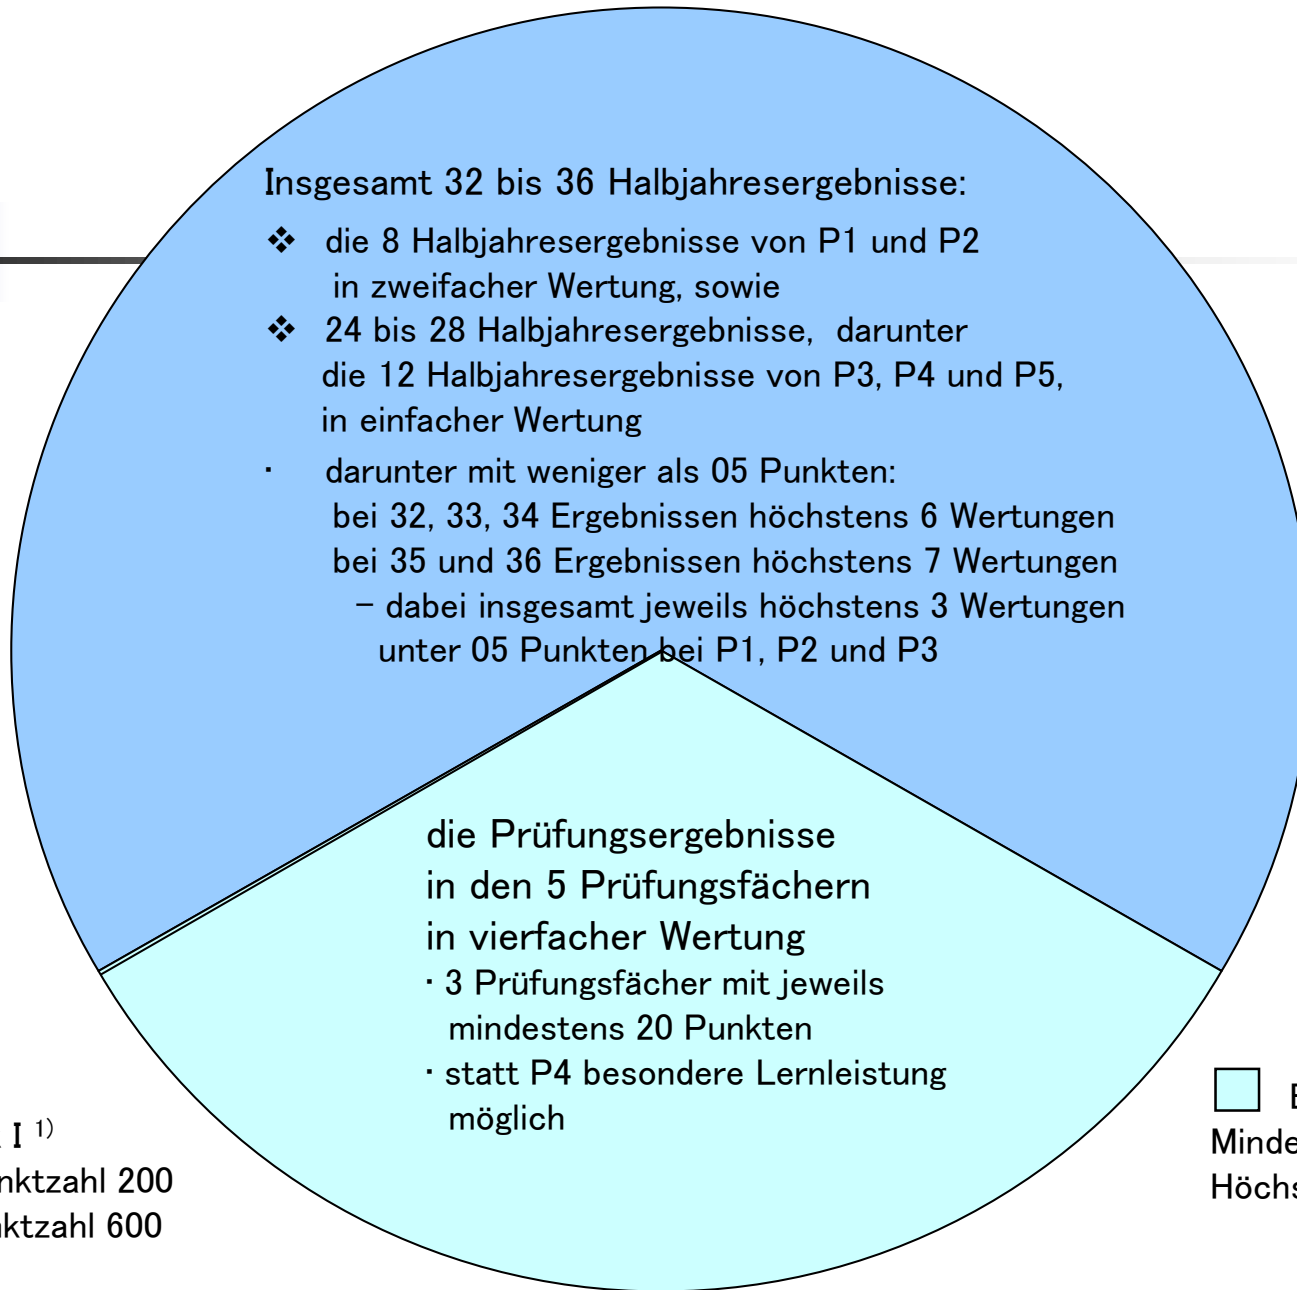 Insgesamt 32 bis 36 Halbjahresergebnisse:
❖ die 8 Halbjahresergebnisse von P1 und P2
in zweifacher Wertung, sowie
❖ 24 bis 28 Halbjahresergebnisse, darunter
die 12 Halbjahresergebnisse von P3, P4 und P5,
in einfacher Wertung
· darunter mit weniger als 05 Punkten:
bei 32, 33, 34 Ergebnissen höchstens 6 Wertungen
bei 35 und 36 Ergebnissen höchstens 7 Wertungen
– dabei insgesamt jeweils höchstens 3 Wertungen
unter 05 Punkten bei P1, P2 und P3
die Prüfungsergebnisse
in den 5 Prüfungsfächern
in vierfacher Wertung
· 3 Prüfungsfächer mit jeweils
mindestens 20 Punkten
· statt P4 besondere Lernleistung
möglich
I 1)
nktzahl 200
ktzahl 600
Minde
Höchs